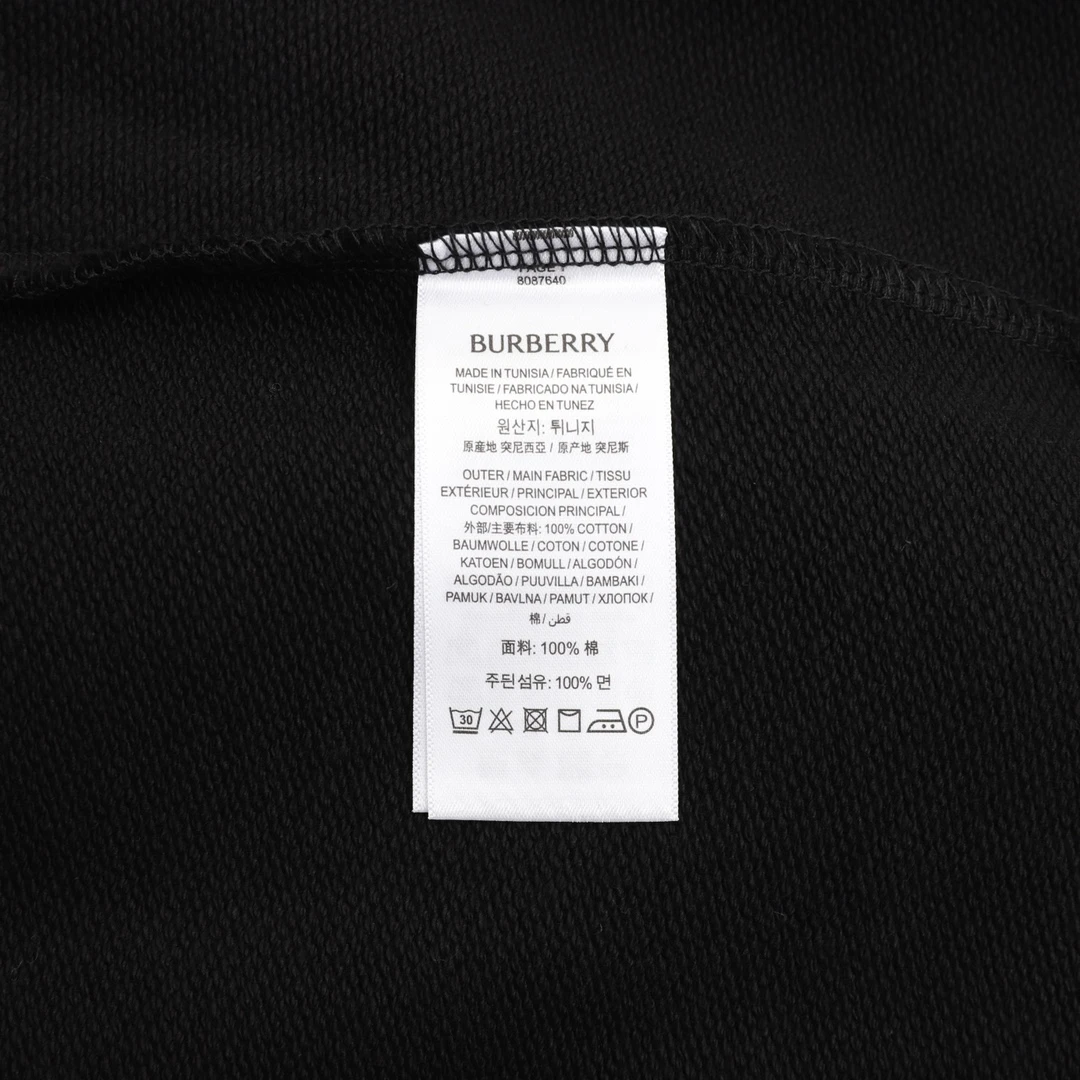 PAGE 1
8087640
BURBERRY
MADE IN TUNISIA / FABRIQUÉ EN
TUNISIE / FABRICADO NA TUNISIA /
HECHO EN TUNEZ
원산지: 튀니지
原産地 突尼西亞 / 原产地 突尼斯
OUTER / MAIN FABRIC / TISSU
EXTÉRIEUR / PRINCIPAL / EXTERIOR
COMPOSICION PRINCIPAL /
外部/主要布料: 100% COTTON /
BAUMWOLLE / COTON / COTONE /
KATOEN / BOMULL / ALGODÓN /
ALGODÃO / PUUVILLA / BAMBAKI /
PAMUK / BAVLNA / PAMUT / ХЛОПОК /
棉 / قطن
面料: 100% 棉
주된섬유: 100% 면
30 P